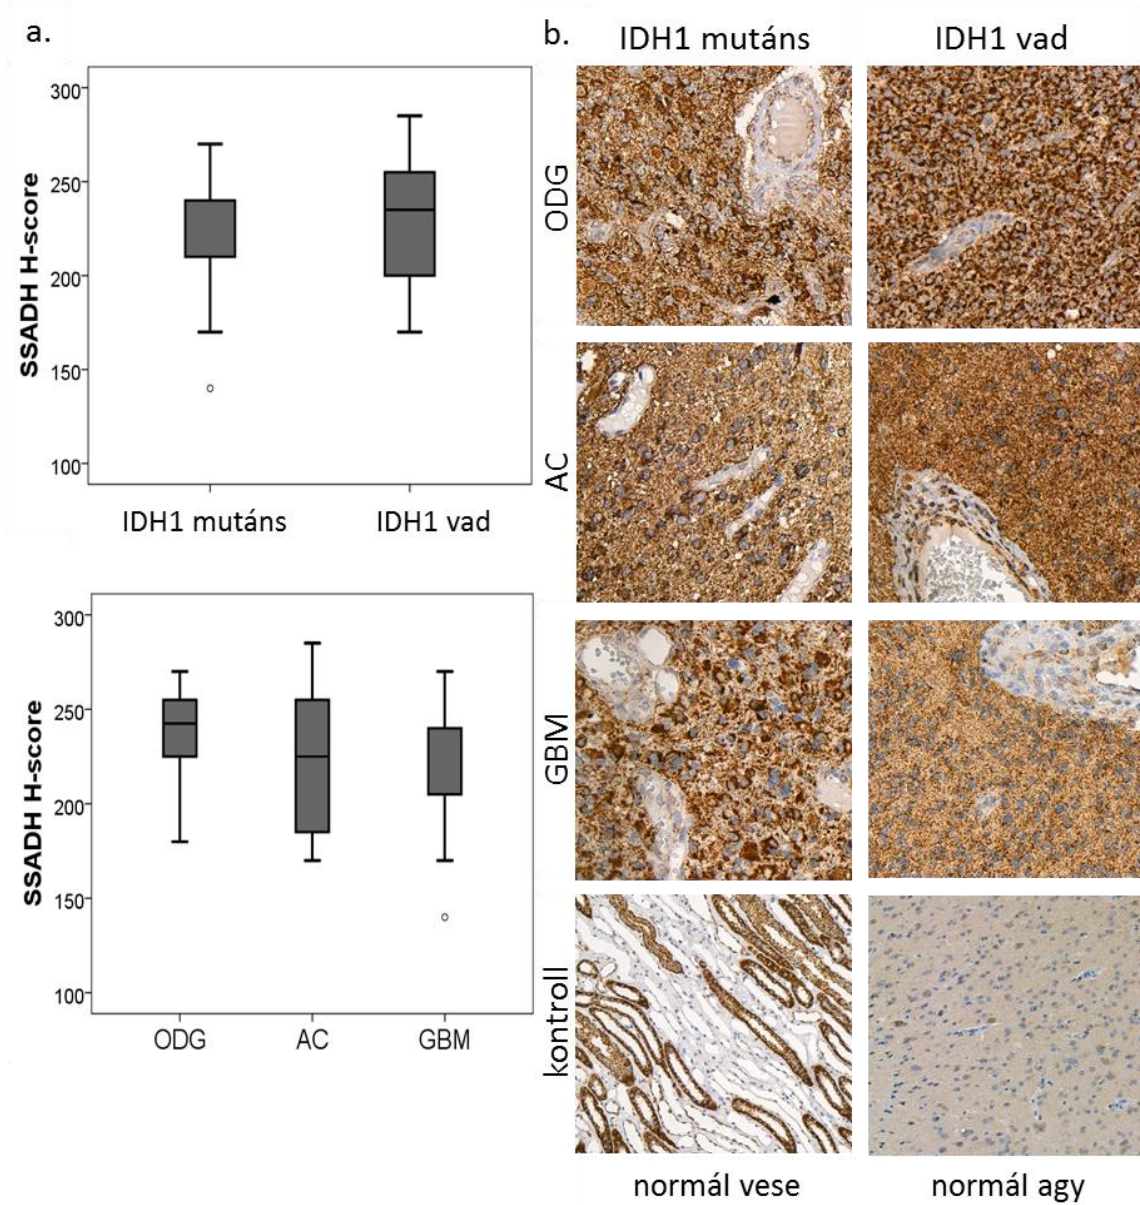 a.
SSADH H-score
300
250
200
150
100
IDH1 mutáns IDH1 vad
SSADH H-score
300
250
200
150
100
ODG AC GBM
b.
IDH1 mutáns IDH1 vad
ODG
AC
GBM
kontroll
normál vese normál agy